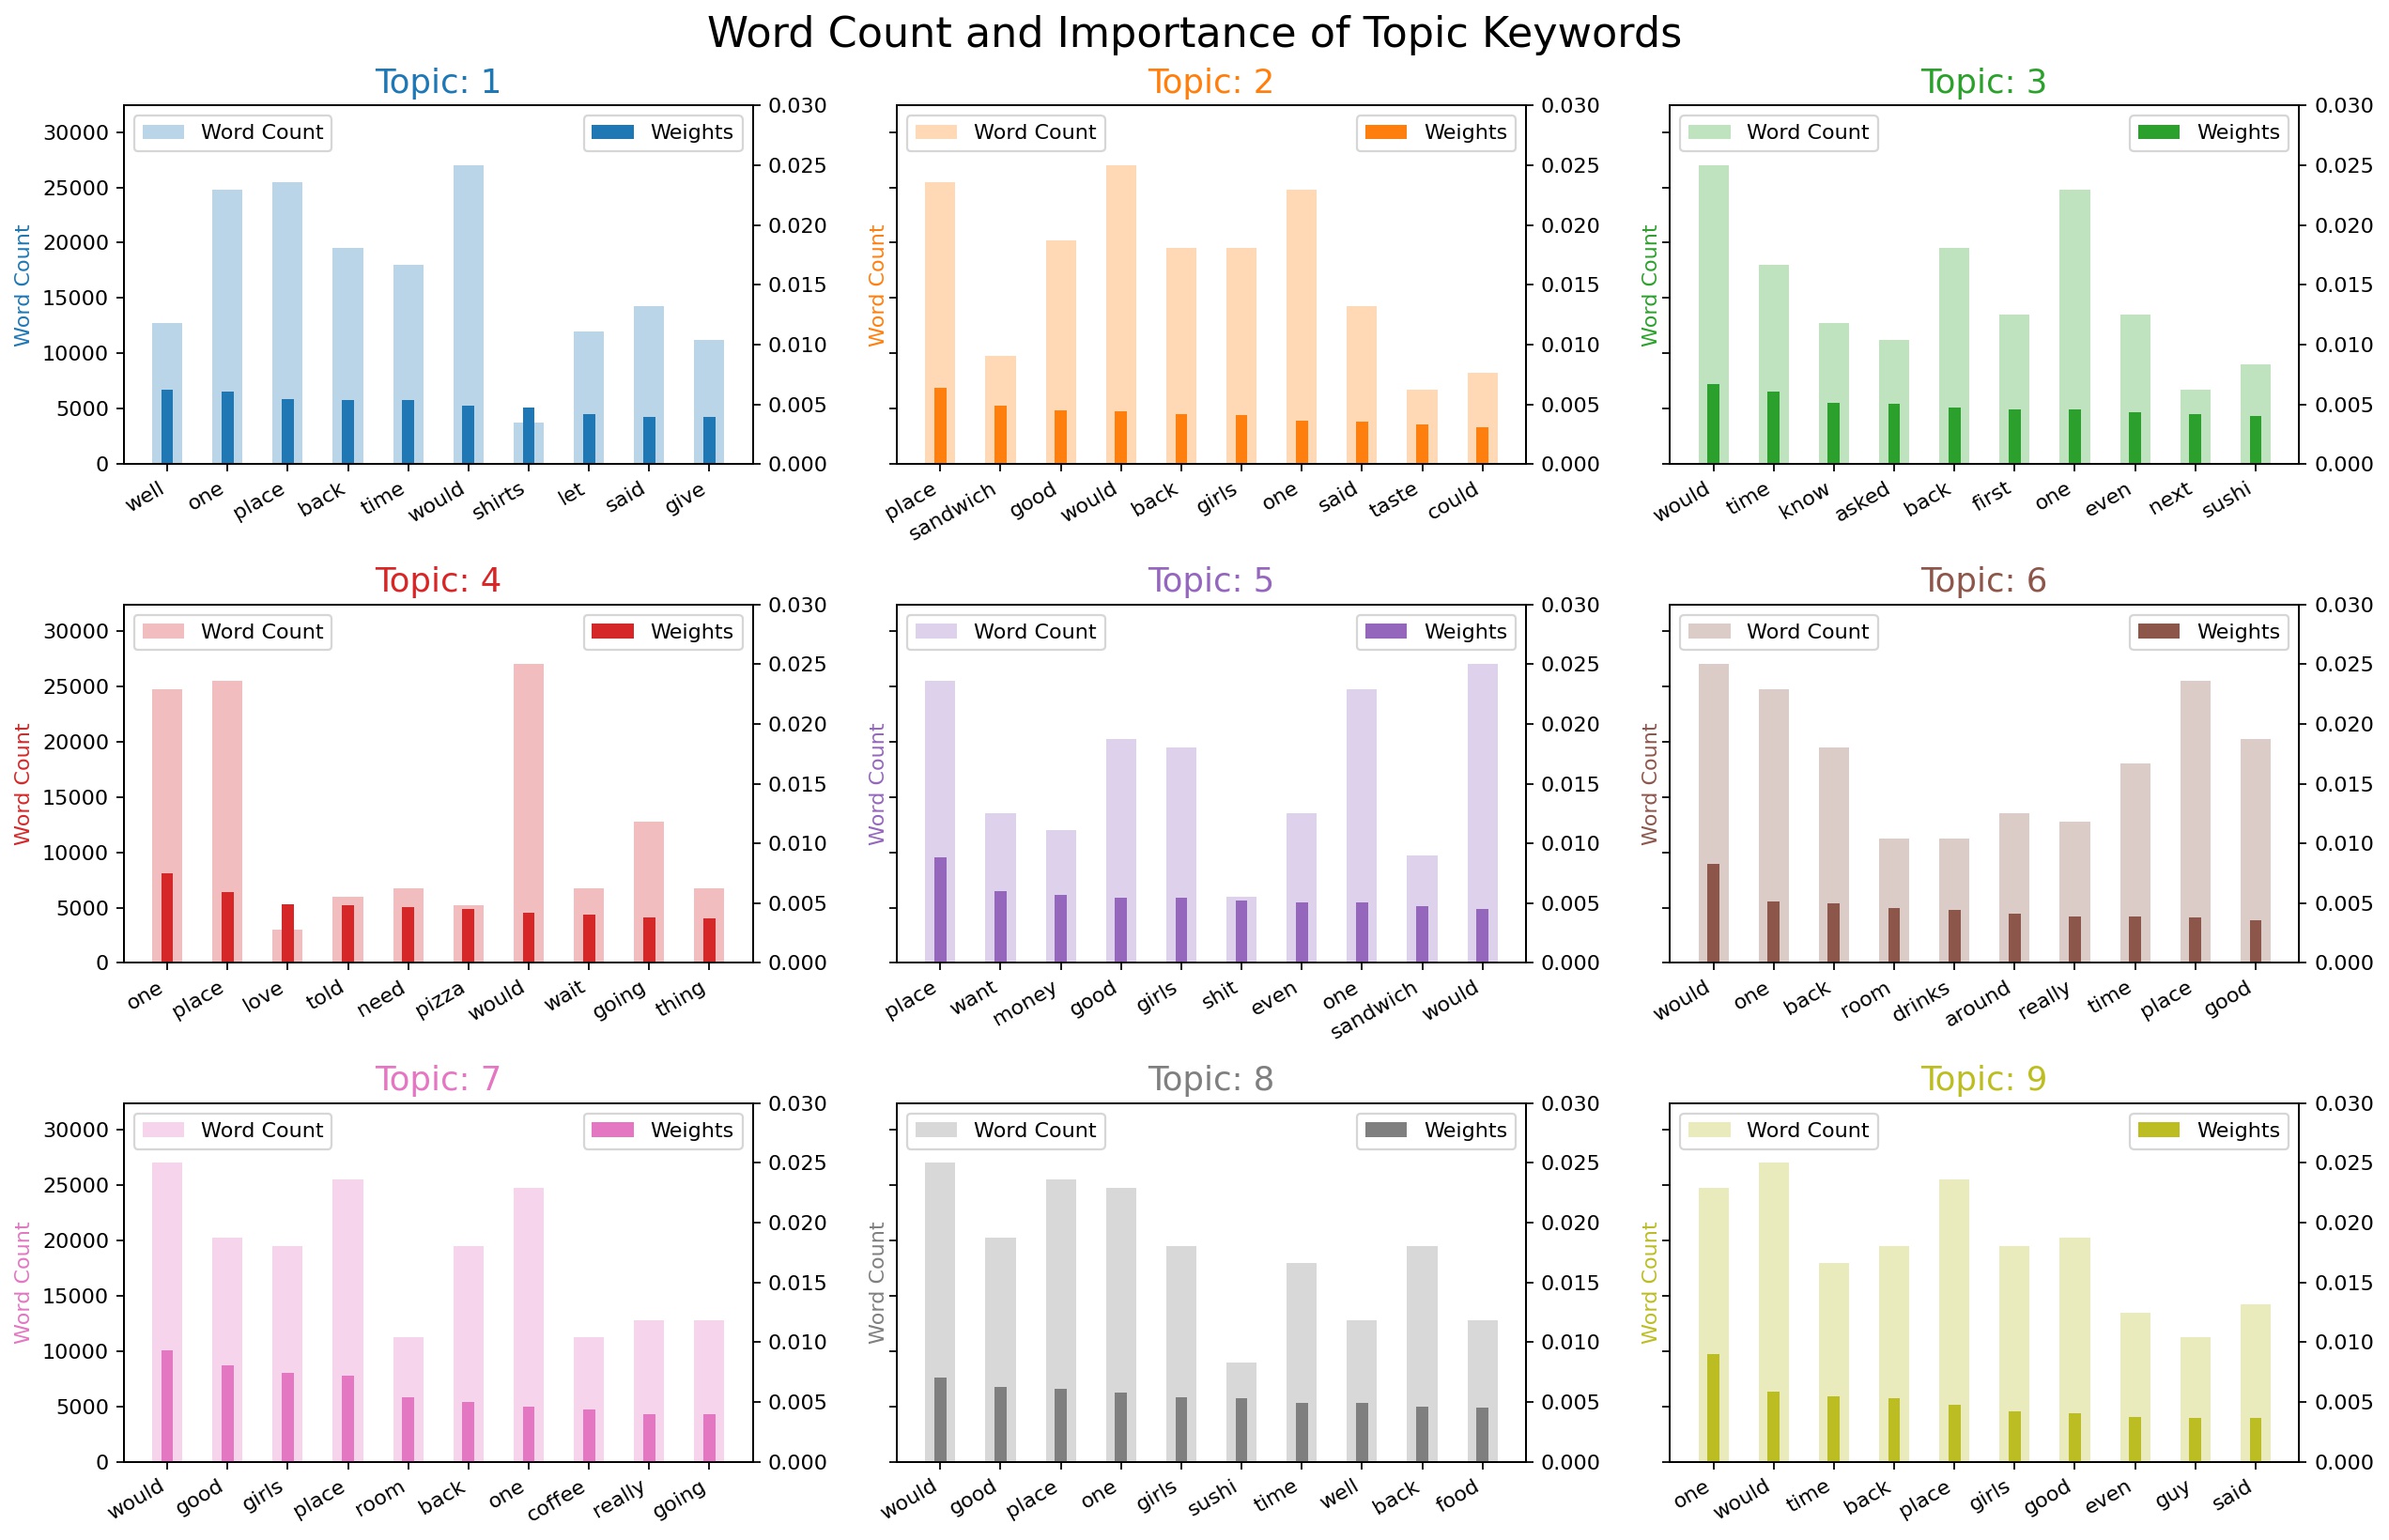 Word Count and Importance of Topic Keywords
Topic: 1
Word Count
Weights
30000
25000
20000
15000
10000
5000
0
0.030
0.025
0.020
0.015
0.010
0.005
0.000
Word Count
well one place back time would shirts let said give
Topic: 2
Word Count
Weights
0.030
0.025
0.020
0.015
0.010
0.005
0.000
Word Count
place sandwich good would back girls one said taste could
Topic: 3
Word Count
Weights
0.030
0.025
0.020
0.015
0.010
0.005
0.000
Word Count
would time know asked back first one even next sushi
Topic: 4
Word Count
Weights
30000
25000
20000
15000
10000
5000
0
0.030
0.025
0.020
0.015
0.010
0.005
0.000
Word Count
one place love told need pizza would wait going thing
Topic: 5
Word Count
Weights
0.030
0.025
0.020
0.015
0.010
0.005
0.000
Word Count
place want money good girls shit even one sandwich would
Topic: 6
Word Count
Weights
0.030
0.025
0.020
0.015
0.010
0.005
0.000
Word Count
would one back room drinks around really time place good
Topic: 7
Word Count
Weights
30000
25000
20000
15000
10000
5000
0
0.030
0.025
0.020
0.015
0.010
0.005
0.000
Word Count
would good girls place room back one coffee really going
Topic: 8
Word Count
Weights
0.030
0.025
0.020
0.015
0.010
0.005
0.000
Word Count
would good place one girls sushi time well back food
Topic: 9
Word Count
Weights
0.030
0.025
0.020
0.015
0.010
0.005
0.000
Word Count
one would time back place girls good even guy said